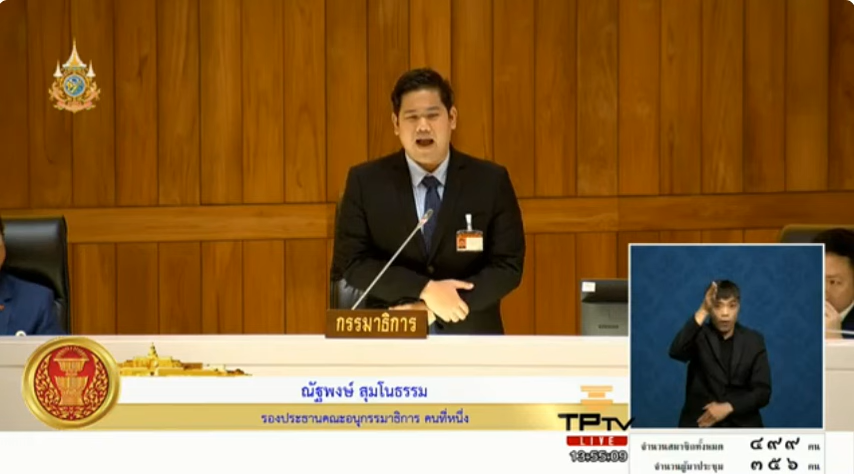 กรรมาธิการ
ณัฐพงษ์ สุมโนธรรม
รองประธานคณะอนุกรรมาธิการ คนที่หนึ่ง
TPTV
LIVE
13:55:09
จำนวนสมาชิกทั้งหมด ๔๙๙ คน
จำนวนผู้มาประชุม ๓๕๖ คน